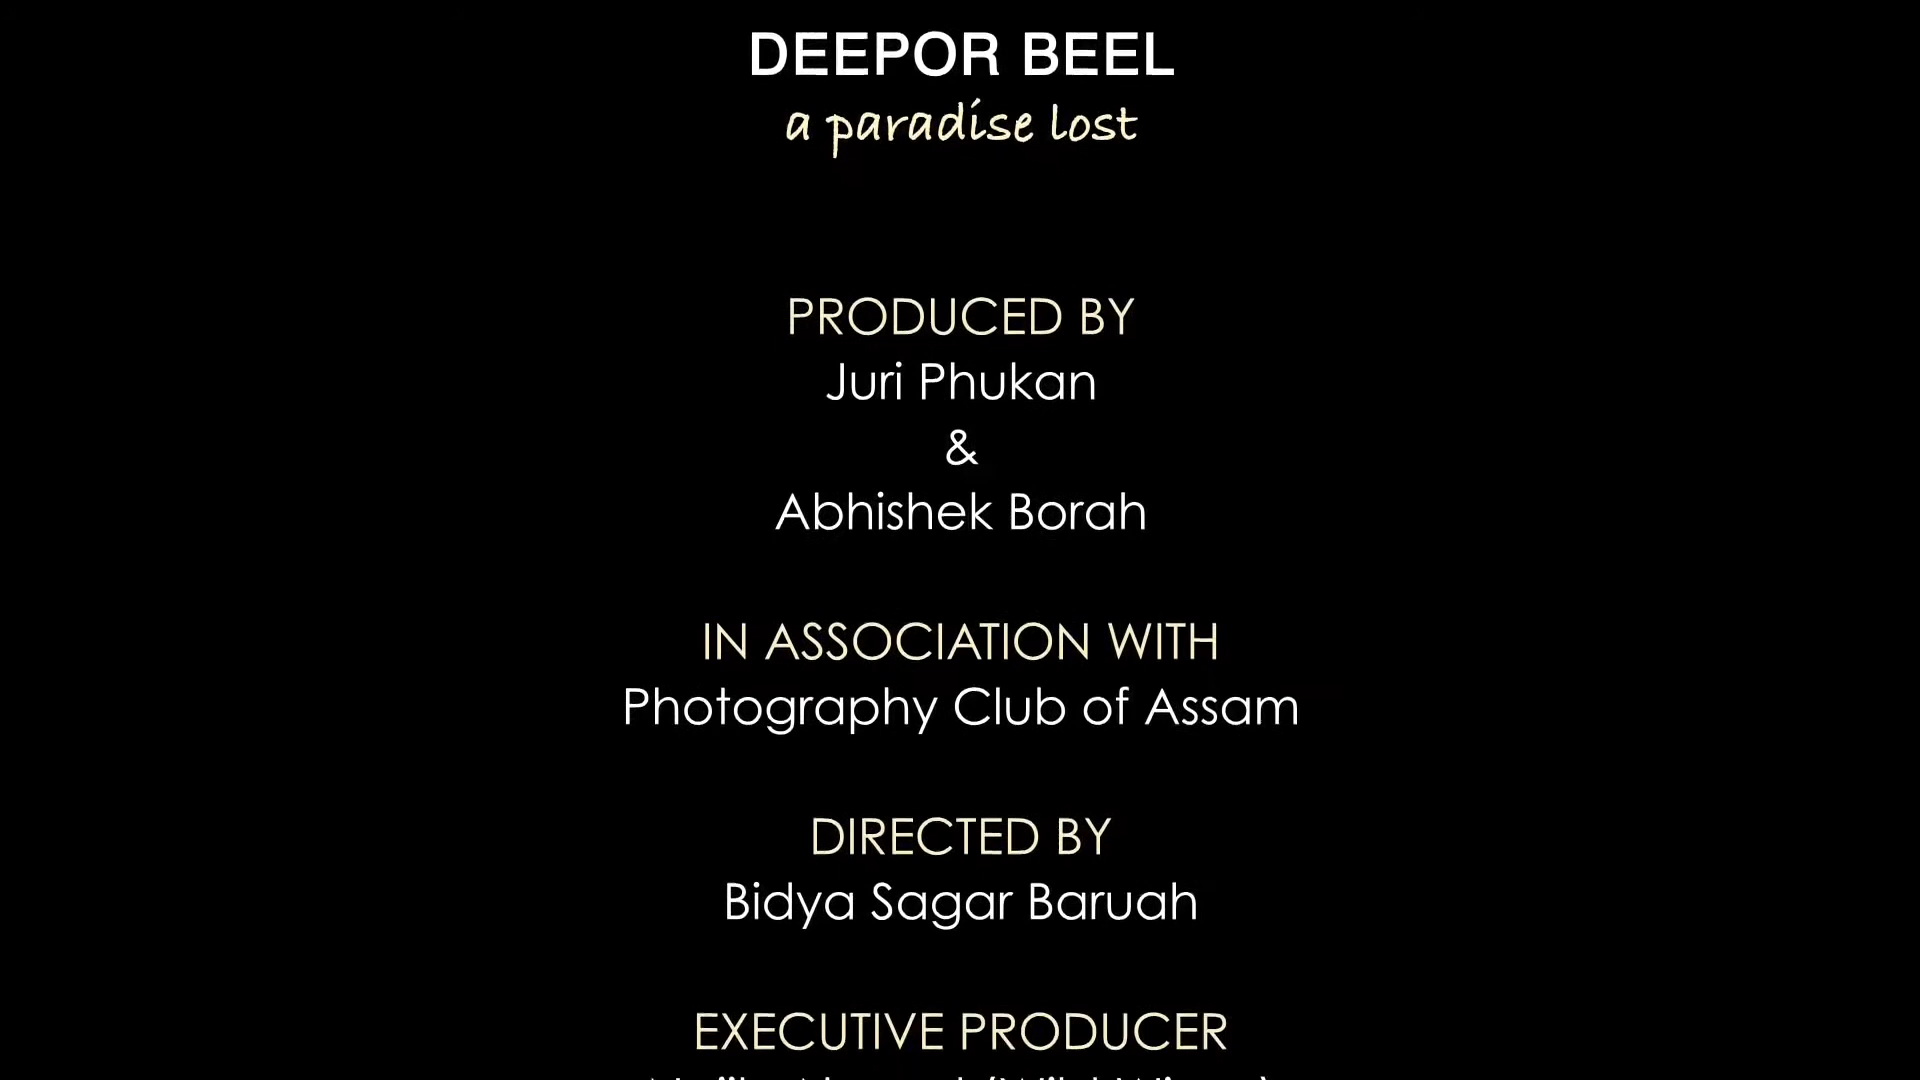 DEEPOR BEEL
a paradise lost
PRODUCED BY
Juri Phukan
&
Abhishek Borah
IN ASSOCIATION WITH
Photography Club of Assam
DIRECTED BY
Bidya Sagar Baruah
EXECUTIVE PRODUCER